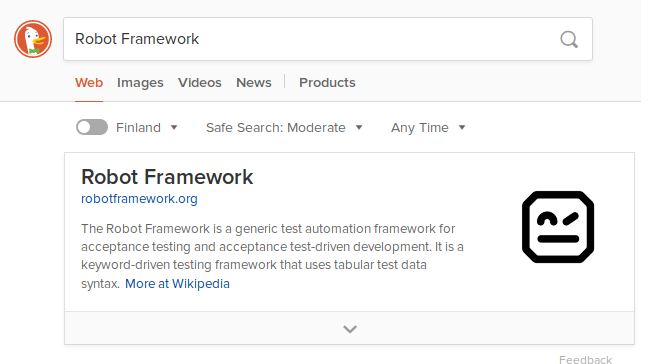 Robot Framework
Web Images Videos News Products
Finland Safe Search: Moderate Any Time
Robot Framework
robotframework.org
The Robot Framework is a generic test automation framework for
acceptance testing and acceptance test-driven development. It is a
keyword-driven testing framework that uses tabular test data
syntax. More at Wikipedia
Feedback